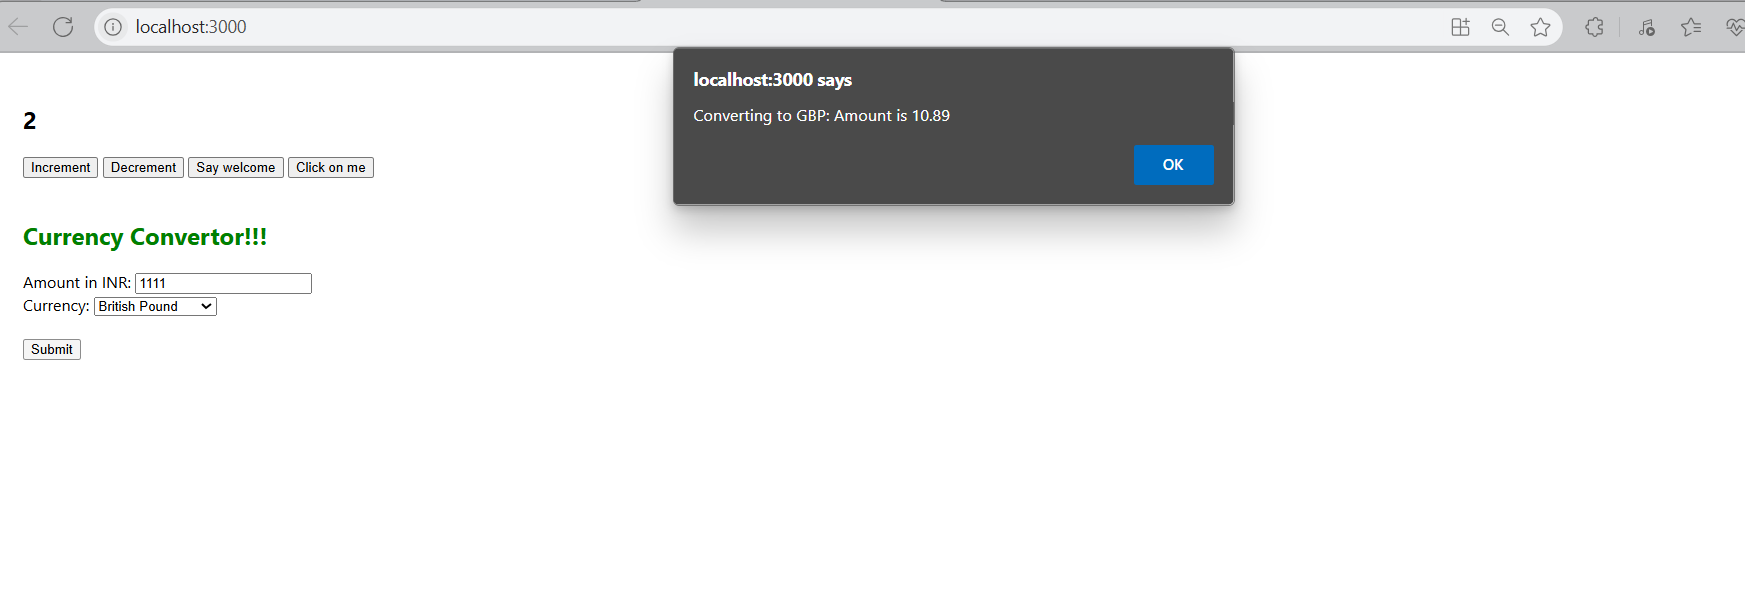 localhost:3000
localhost:3000 says
Converting to GBP: Amount is 10.89
OK
2
Increment Decrement Say welcome Click on me
Currency Convertor!!!
Amount in INR: 1111
Currency: British Pound
Submit